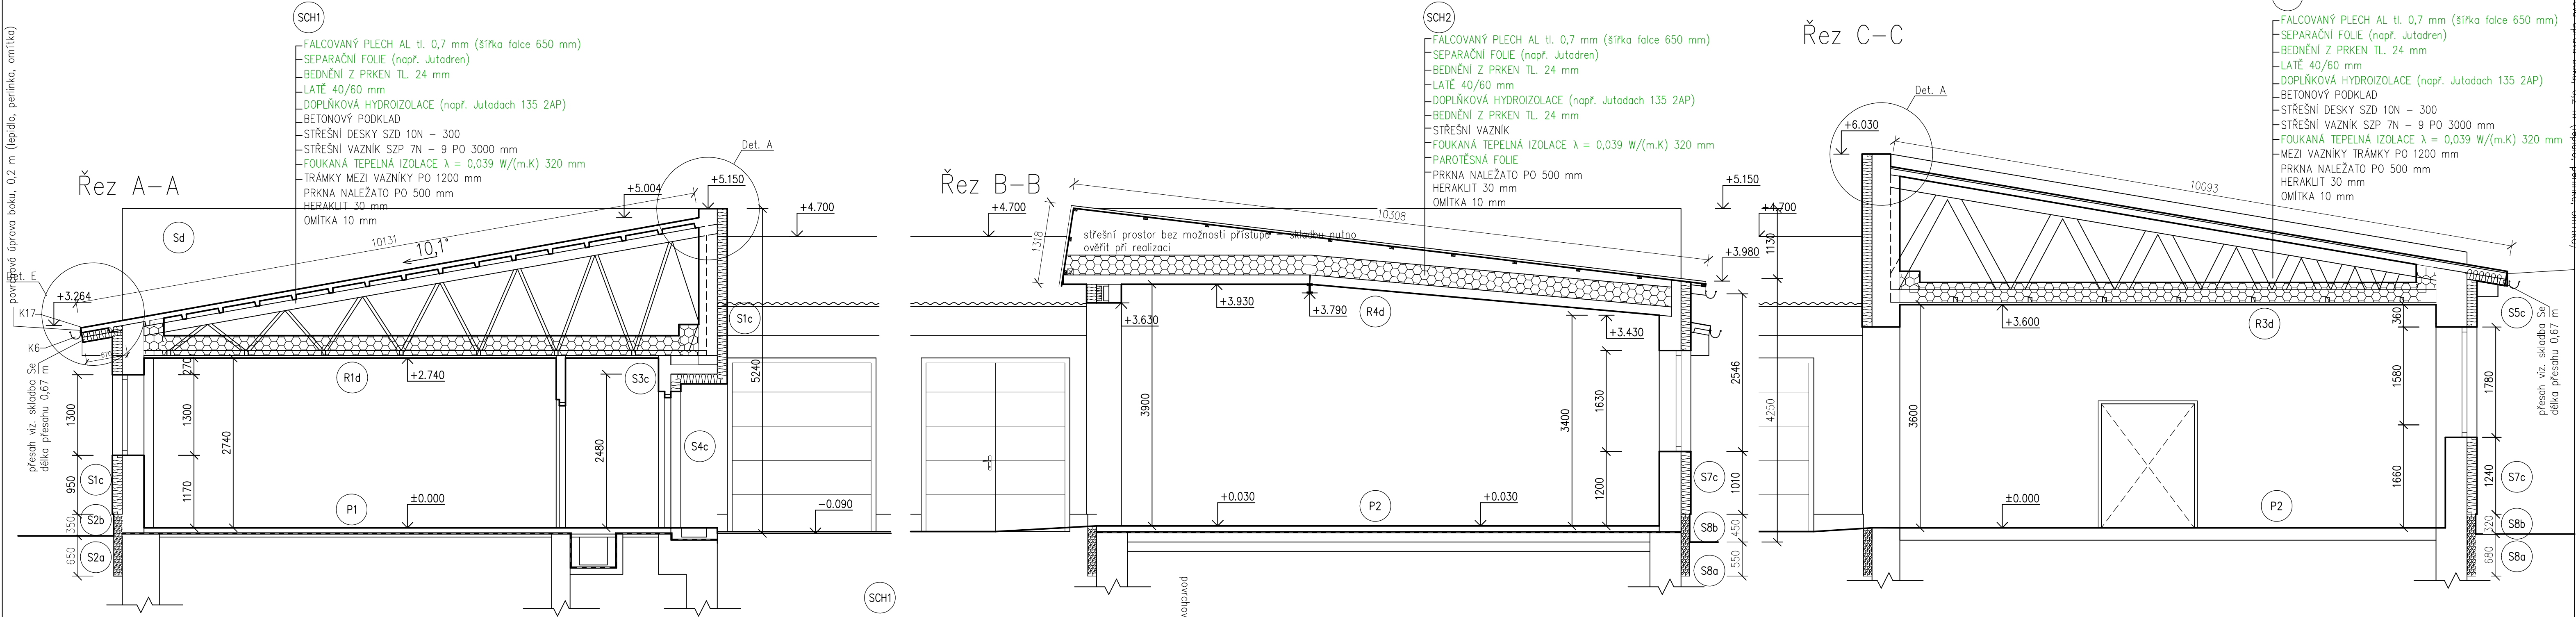 povrchová úprava boku, 0,2 m (lepidlo, perlinka, omítka)
SCH1
FALCOVANÝ PLECH AL tl. 0,7 mm (šířka falce 650 mm)
SEPARAČNÍ FOLIE (např. Jutadren)
BEDNĚNÍ Z PRKEN TL. 24 mm
LATĚ 40/60 mm
DOPLŇKOVÁ HYDROIZOLACE (např. Jutadach 135 2AP)
BETONOVÝ PODKLAD
STŘEŠNÍ DESKY SZD 10N – 300
STŘEŠNÍ VAZNÍK SZP 7N – 9 PO 3000 mm
FOUKANÁ TEPELNÁ IZOLACE λ = 0,039 W/(m.K) 320 mm
TRÁMKY MEZI VAZNÍKY PO 1200 mm
PRKNA NALEŽATO PO 500 mm
HERAKLIT 30 mm
OMÍTKA 10 mm
Řez A–A
Det. A
+5.004
+5.150
+4.700
Sd
10131
10,1°
Det. E
+3.264
K17
K6
670
přesah viz. skladba Se
délka přesahu 0,67 m
270
R1d
+2.740
S3c
S1c
5240
1300
1300
2740
2480
S4c
S1c
950
1170
P1
±0.000
-0.090
S2b
350
S2a
650
SCH1
SCH2
FALCOVANÝ PLECH AL tl. 0,7 mm (šířka falce 650 mm)
SEPARAČNÍ FOLIE (např. Jutadren)
BEDNĚNÍ Z PRKEN TL. 24 mm
LATĚ 40/60 mm
DOPLŇKOVÁ HYDROIZOLACE (např. Jutadach 135 2AP)
BEDNĚNÍ Z PRKEN TL. 24 mm
STŘEŠNÍ VAZNÍK
FOUKANÁ TEPELNÁ IZOLACE λ = 0,039 W/(m.K) 320 mm
PAROTĚSNÁ FOLIE
PRKNA NALEŽATO PO 500 mm
HERAKLIT 30 mm
OMÍTKA 10 mm
Řez B–B
+4.700
1318
10308
střešní prostor bez možnosti přístupu – skladbu nutno
ověřit při realizaci
+5.150
+4.700
1130
+3.980
+3.930
+3.790
+3.630
R4d
+3.430
2546
4250
3900
3400
1630
1200
1010
S7c
+0.030
P2
+0.030
S8b
450
S8a
550
povrchov
Řez C–C
FALCOVANÝ PLECH AL tl. 0,7 mm (šířka falce 650 mm)
SEPARAČNÍ FOLIE (např. Jutadren)
BEDNĚNÍ Z PRKEN TL. 24 mm
LATĚ 40/60 mm
DOPLŇKOVÁ HYDROIZOLACE (např. Jutadach 135 2AP)
BETONOVÝ PODKLAD
STŘEŠNÍ DESKY SZD 10N – 300
STŘEŠNÍ VAZNÍK SZP 7N – 9 PO 3000 mm
FOUKANÁ TEPELNÁ IZOLACE λ = 0,039 W/(m.K) 320 mm
MEZI VAZNÍKY TRÁMKY PO 1200 mm
PRKNA NALEŽATO PO 500 mm
HERAKLIT 30 mm
OMÍTKA 10 mm
Det. A
+6.030
10093
+3.600
R3d
360
S5c
přesah viz. skladba Se
délka přesahu 0,67 m
3600
1580
1780
1660
1240
S7c
±0.000
P2
S8b
320
S8a
680